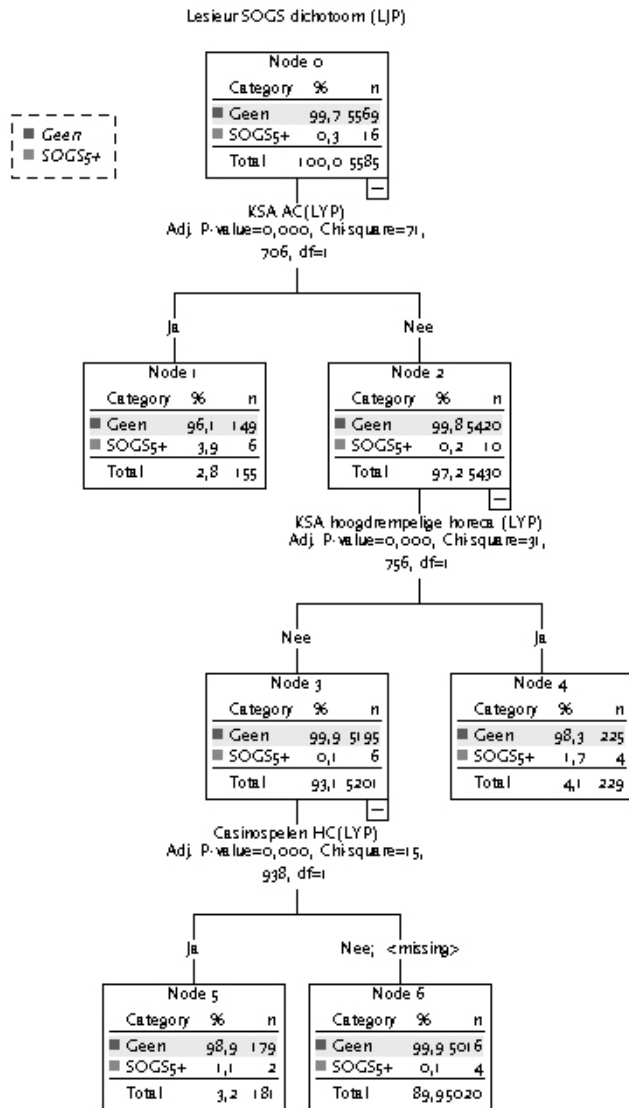 Lesieur SOGS dichotoom (LJP)
Node 0
Category % n
Geen 99,7 5569
SOGS5+ 0,3 16
Total 100,0 5585
Geen
SOGS5+
KSA AC(LYP)
Adj. P-value=0,000, Chi-square=71,
706, df=1
Ja
Nee
Node 1
Category % n
Geen 96,1 149
SOGS5+ 3,9 6
Total 2,8 155
Node 2
Category % n
Geen 99,8 5420
SOGS5+ 0,2 10
Total 97,2 5430
KSA hoogdrempelige horeca (LYP)
Adj. P-value=0,000, Chi-square=31,
756, df=1
Nee
Ja
Node 3
Category % n
Geen 99,9 5195
SOGS5+ 0,1 6
Total 93,1 5201
Node 4
Category % n
Geen 98,3 225
SOGS5+ 1,7 4
Total 4,1 229
Casinospelen HC(LYP)
Adj. P-value=0,000, Chi-square=15,
938, df=1
Ja
Nee; <missing>
Node 5
Category % n
Geen 98,9 179
SOGS5+ 1,1 2
Total 3,2 181
Node 6
Category % n
Geen 99,9 5016
SOGS5+ 0,1 4
Total 89,9 5020